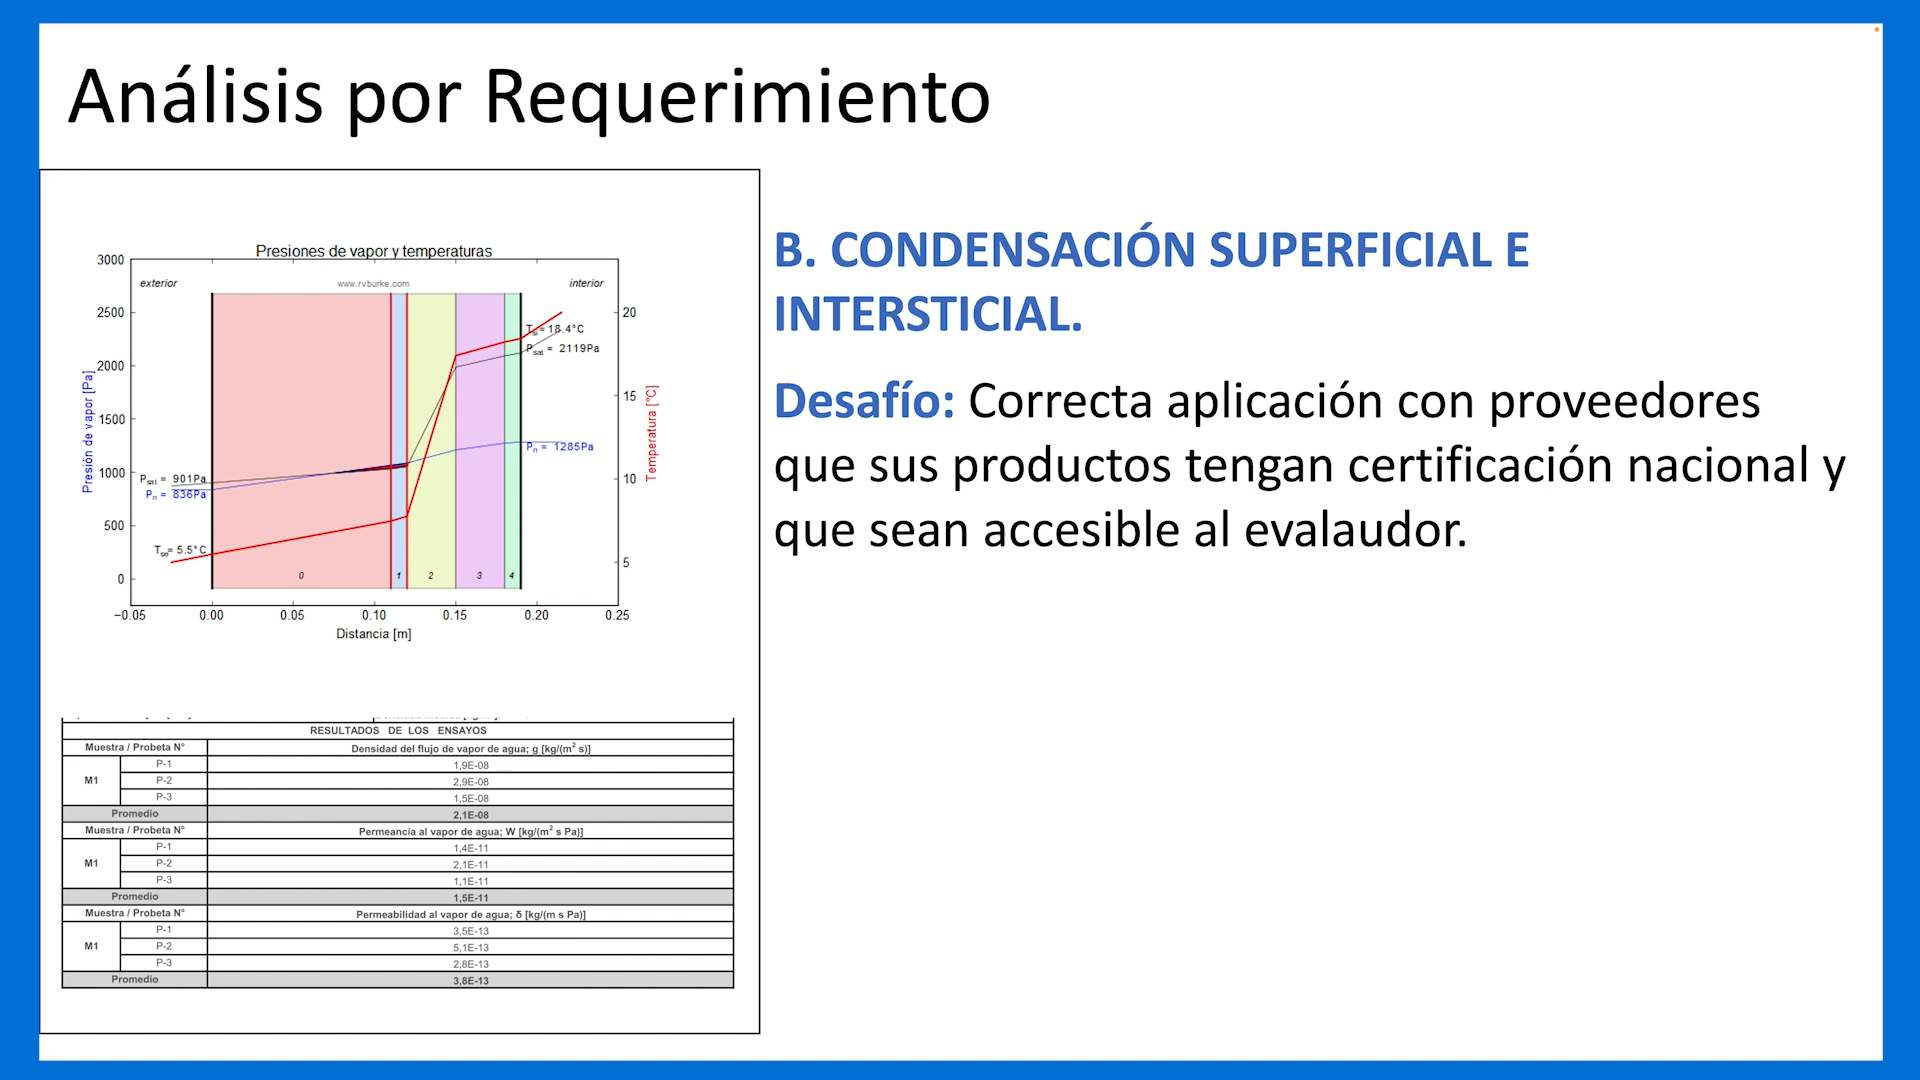 Análisis por Requerimiento
Presiones de vapor y temperaturas
3000
2500
2000
1500
1000
500
0
Presión de vapor [Pa]
exterior
www.rvburke.com
interior
Tsi= 18.4°C
Psat = 2119Pa
Pn = 1285Pa
Psat = 901Pa
Pn = 836Pa
Tse= 5.5°C
0 1 2 3 4
20
15
10
5
Temperatura [°C]
−0.05 0.00 0.05 0.10 0.15 0.20 0.25
Distancia [m]
RESULTADOS DE LOS ENSAYOS
Muestra / Probeta N° Densidad del flujo de vapor de agua; g [kg/(m2 s)]
M1
P-1 1,9E-08
P-2 2,9E-08
P-3 1,5E-08
Promedio 2,1E-08
Muestra / Probeta N° Permeancia al vapor de agua; W [kg/(m2 s Pa)]
M1
P-1 1,4E-11
P-2 2,1E-11
P-3 1,1E-11
Promedio 1,5E-11
Muestra / Probeta N° Permeabilidad al vapor de agua; δ [kg/(m s Pa)]
M1
P-1 3,5E-13
P-2 5,1E-13
P-3 2,8E-13
Promedio 3,8E-13
B. CONDENSACIÓN SUPERFICIAL E
INTERSTICIAL.
Desafío: Correcta aplicación con proveedores
que sus productos tengan certificación nacional y
que sean accesible al evalaudor.